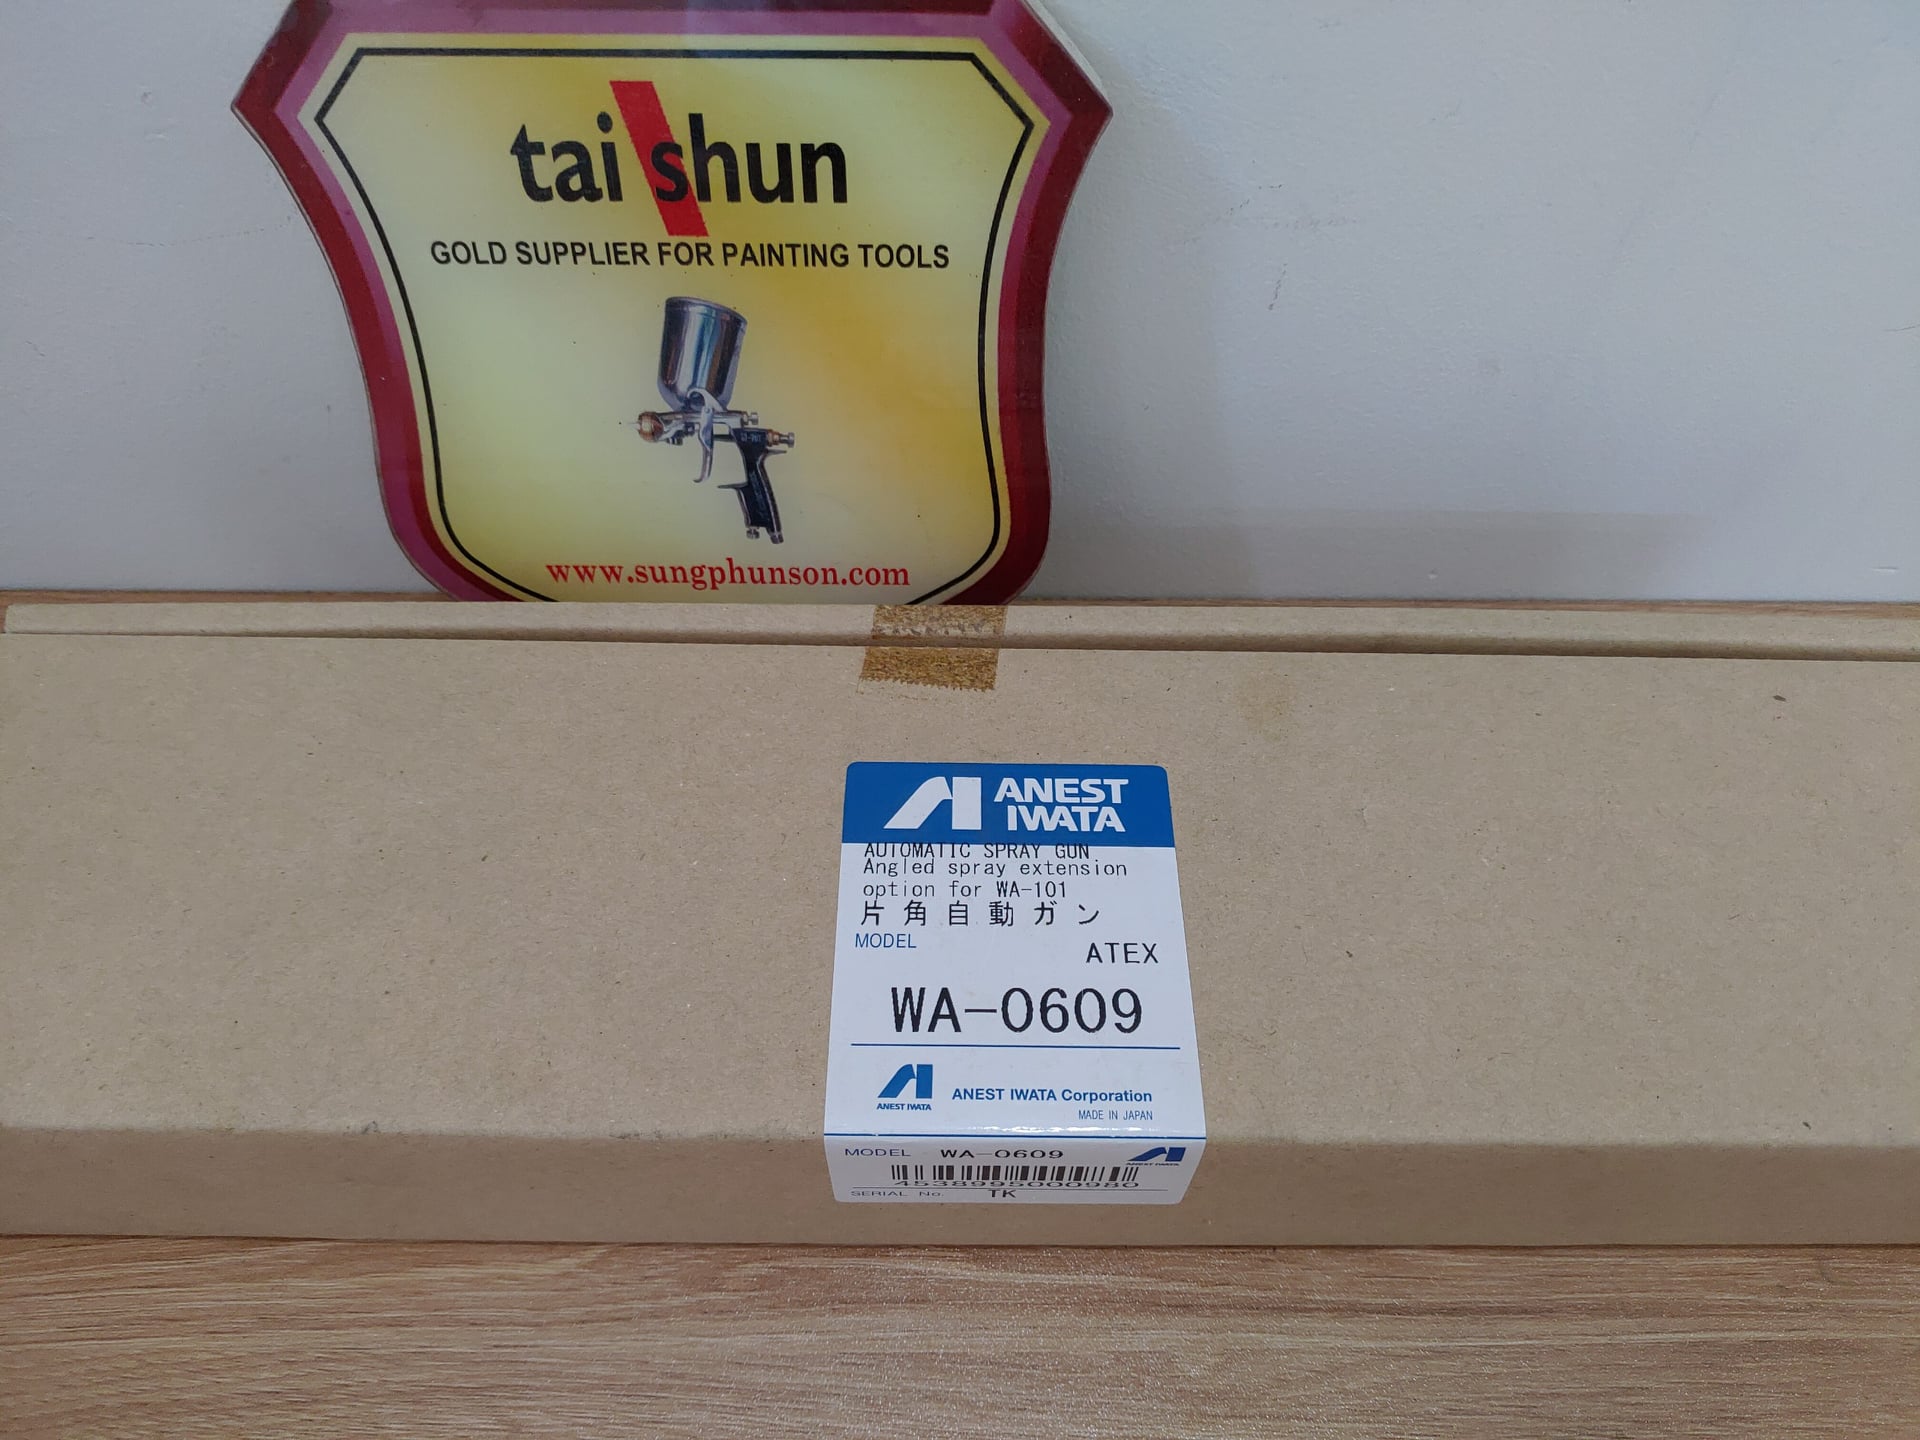 tai shun
GOLD SUPPLIER FOR PAINTING TOOLS
www.sungphunson.com
ANEST
IWATA
AUTOMATIC SPRAY GUN
Angled spray extension
option for WA-101
片角自動ガン
MODEL
ATEX
WA-0609
ANEST IWATA
ANEST IWATA Corporation
MADE IN JAPAN
MODEL WA-0609
ANEST IWATA
4538995000980
SERIAL No. TK